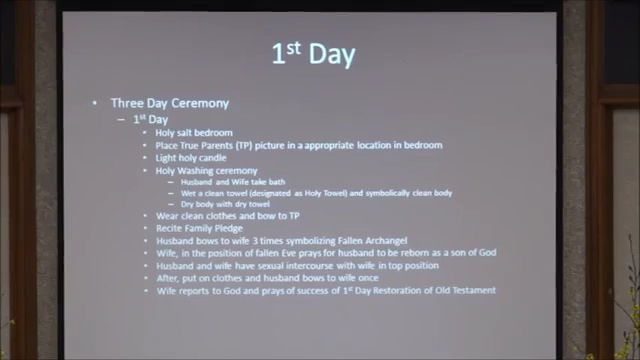 1st Day
• Three Day Ceremony
– 1st Day
• Holy salt bedroom
• Place True Parents (TP) picture in a appropriate location in bedroom
• Light holy candle
• Holy Washing ceremony
– Husband and Wife take bath
– Wet a clean towel (designated as Holy Towel) and symbolically clean body
– Dry body with dry towel
• Wear clean clothes and bow to TP
• Recite Family Pledge
• Husband bows to wife 3 times symbolizing Fallen Archangel
• Wife, in the position of fallen Eve prays for husband to be reborn as a son of God
• Husband and wife have sexual intercourse with wife in top position
• After, put on clothes and husband bows to wife once
• Wife reports to God and prays of success of 1st Day Restoration of Old Testament